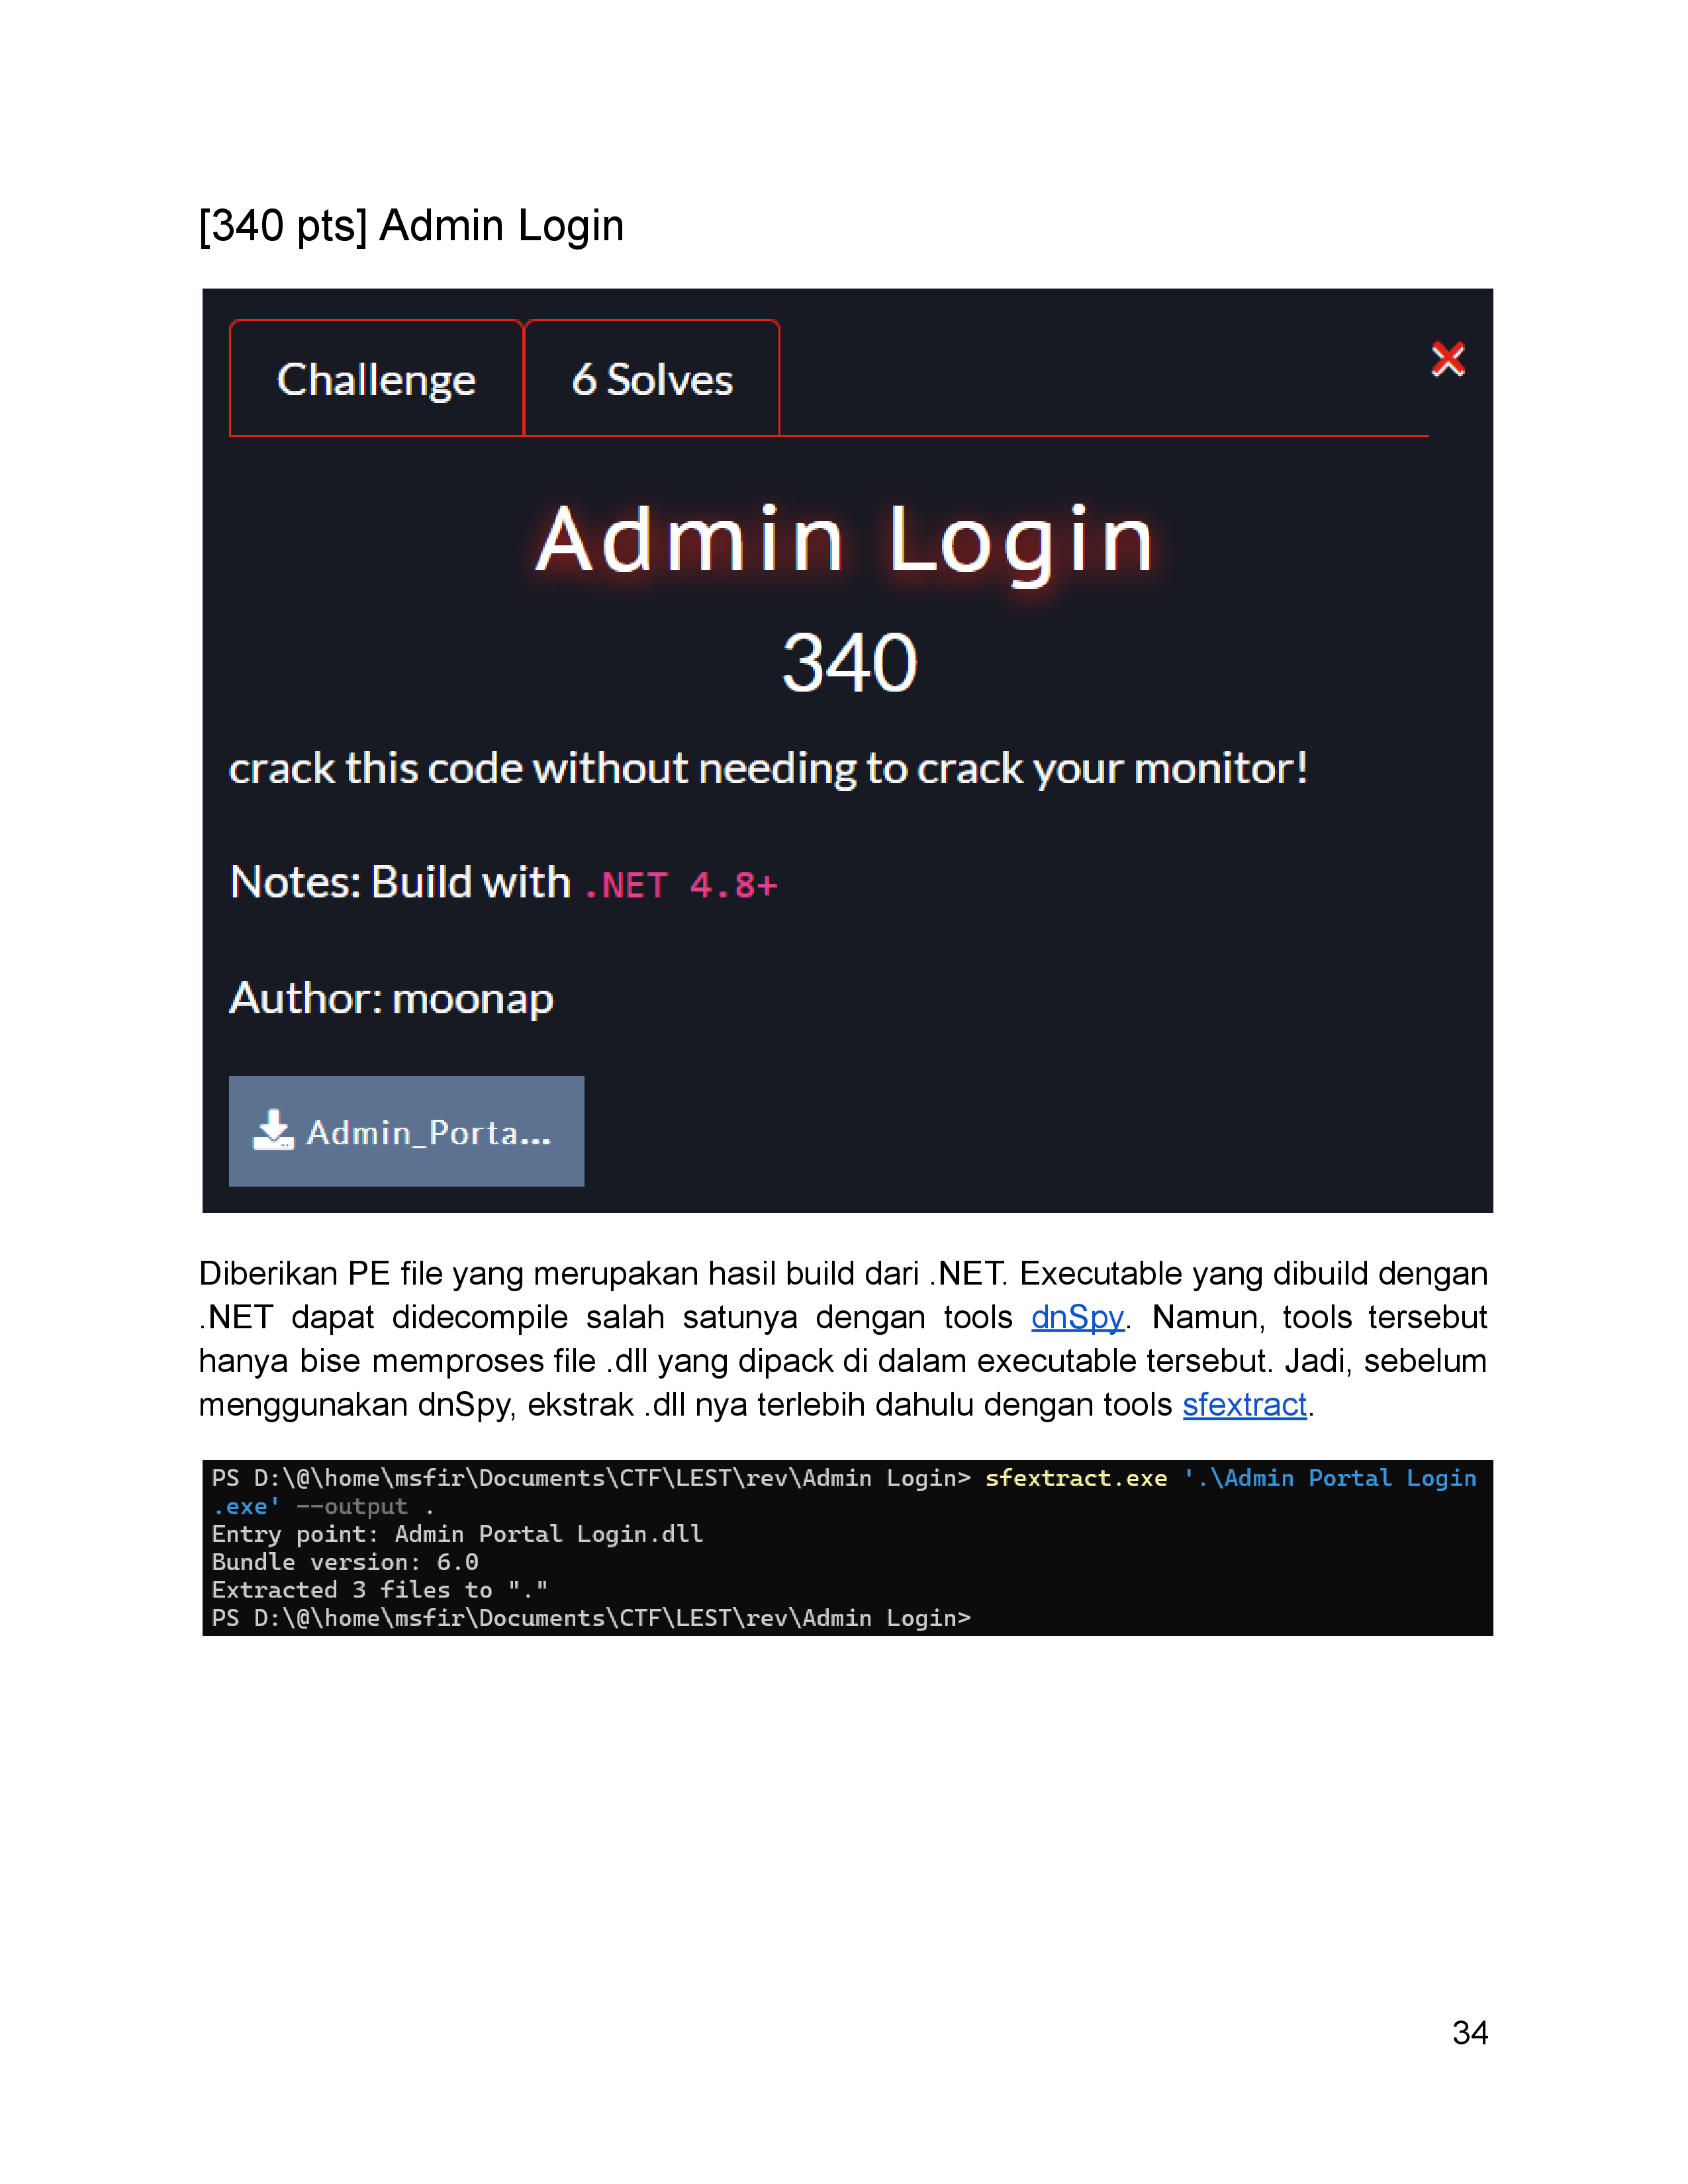 [340 pts] Admin Login
Challenge
6 Solves
Admin Login
340
crack this code without needing to crack your monitor!
Notes: Build with .NET 4.8+
Author: moonap
Admin_Porta...
Diberikan PE file yang merupakan hasil build dari .NET. Executable yang dibuild dengan
.NET dapat didecompile salah satunya dengan tools dnSpy. Namun, tools tersebut
hanya bise memproses file .dll yang dipack di dalam executable tersebut. Jadi, sebelum
menggunakan dnSpy, ekstrak .dll nya terlebih dahulu dengan tools sfextract.
PS D:\@\home\msfir\Documents\CTF\LEST\rev\Admin Login> sfextract.exe '.\Admin Portal Login
.exe' --output .
Entry point: Admin Portal Login.dll
Bundle version: 6.0
Extracted 3 files to "."
PS D:\@\home\msfir\Documents\CTF\LEST\rev\Admin Login>
34